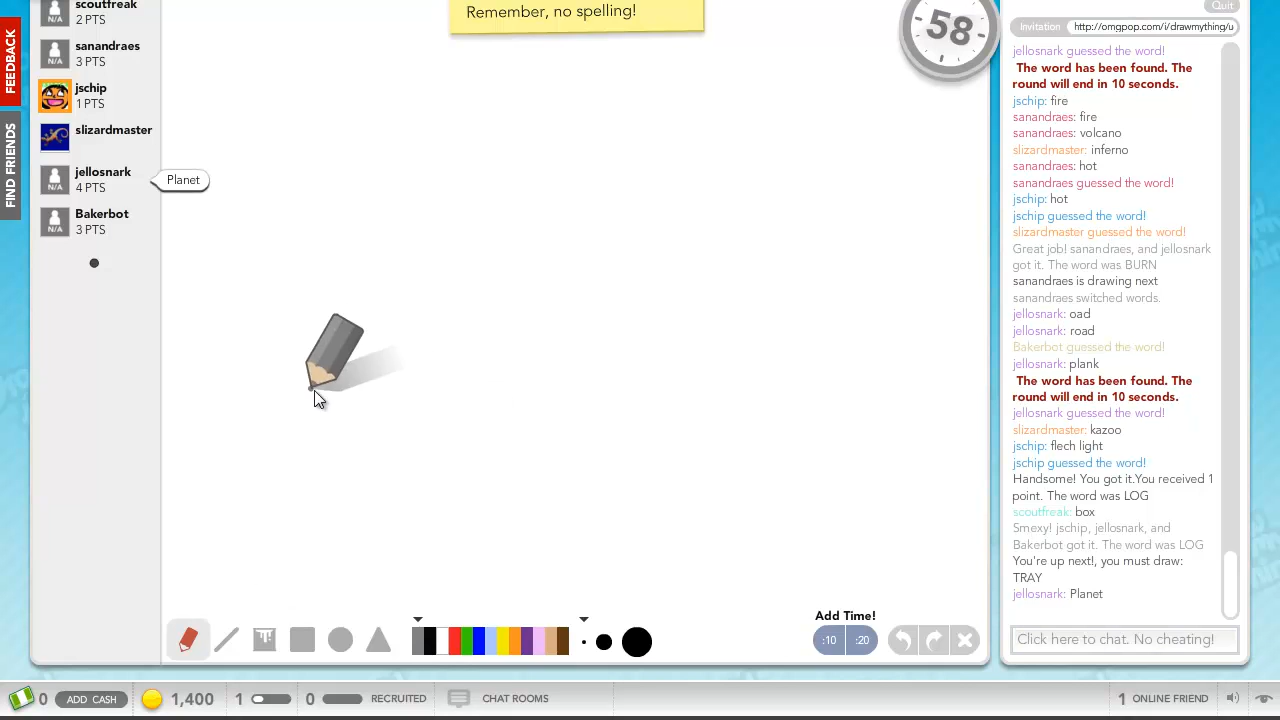 FEEDBACK
FIND FRIENDS
scoutfreak
2 PTS
N/A
sanandraes
3 PTS
N/A
jschip
1 PTS
slizardmaster
jellosnark
4 PTS
N/A
Planet
Bakerbot
3 PTS
N/A
Remember, no spelling!
58
Quit
Invitation http://omgpop.com/i/drawmything/u
jellosnark guessed the word!
The word has been found. The
round will end in 10 seconds.
jschip: fire
sanandraes: fire
sanandraes: volcano
slizardmaster: inferno
sanandraes: hot
sanandraes guessed the word!
jschip: hot
jschip guessed the word!
slizardmaster guessed the word!
Great job! sanandraes, and jellosnark
got it. The word was BURN
sanandraes is drawing next
sanandraes switched words.
jellosnark: oad
jellosnark: road
Bakerbot guessed the word!
jellosnark: plank
The word has been found. The
round will end in 10 seconds.
jellosnark guessed the word!
slizardmaster: kazoo
jschip: flech light
jschip guessed the word!
Handsome! You got it.You received 1
point. The word was LOG
scoutfreak: box
Smexy! jschip, jellosnark, and
Bakerbot got it. The word was LOG
You're up next!, you must draw:
TRAY
jellosnark: Planet
Click here to chat. No cheating!
Add Time!
:10 :20
0 ADD CASH 1,400 1 0 RECRUITED CHAT ROOMS 1 ONLINE FRIEND